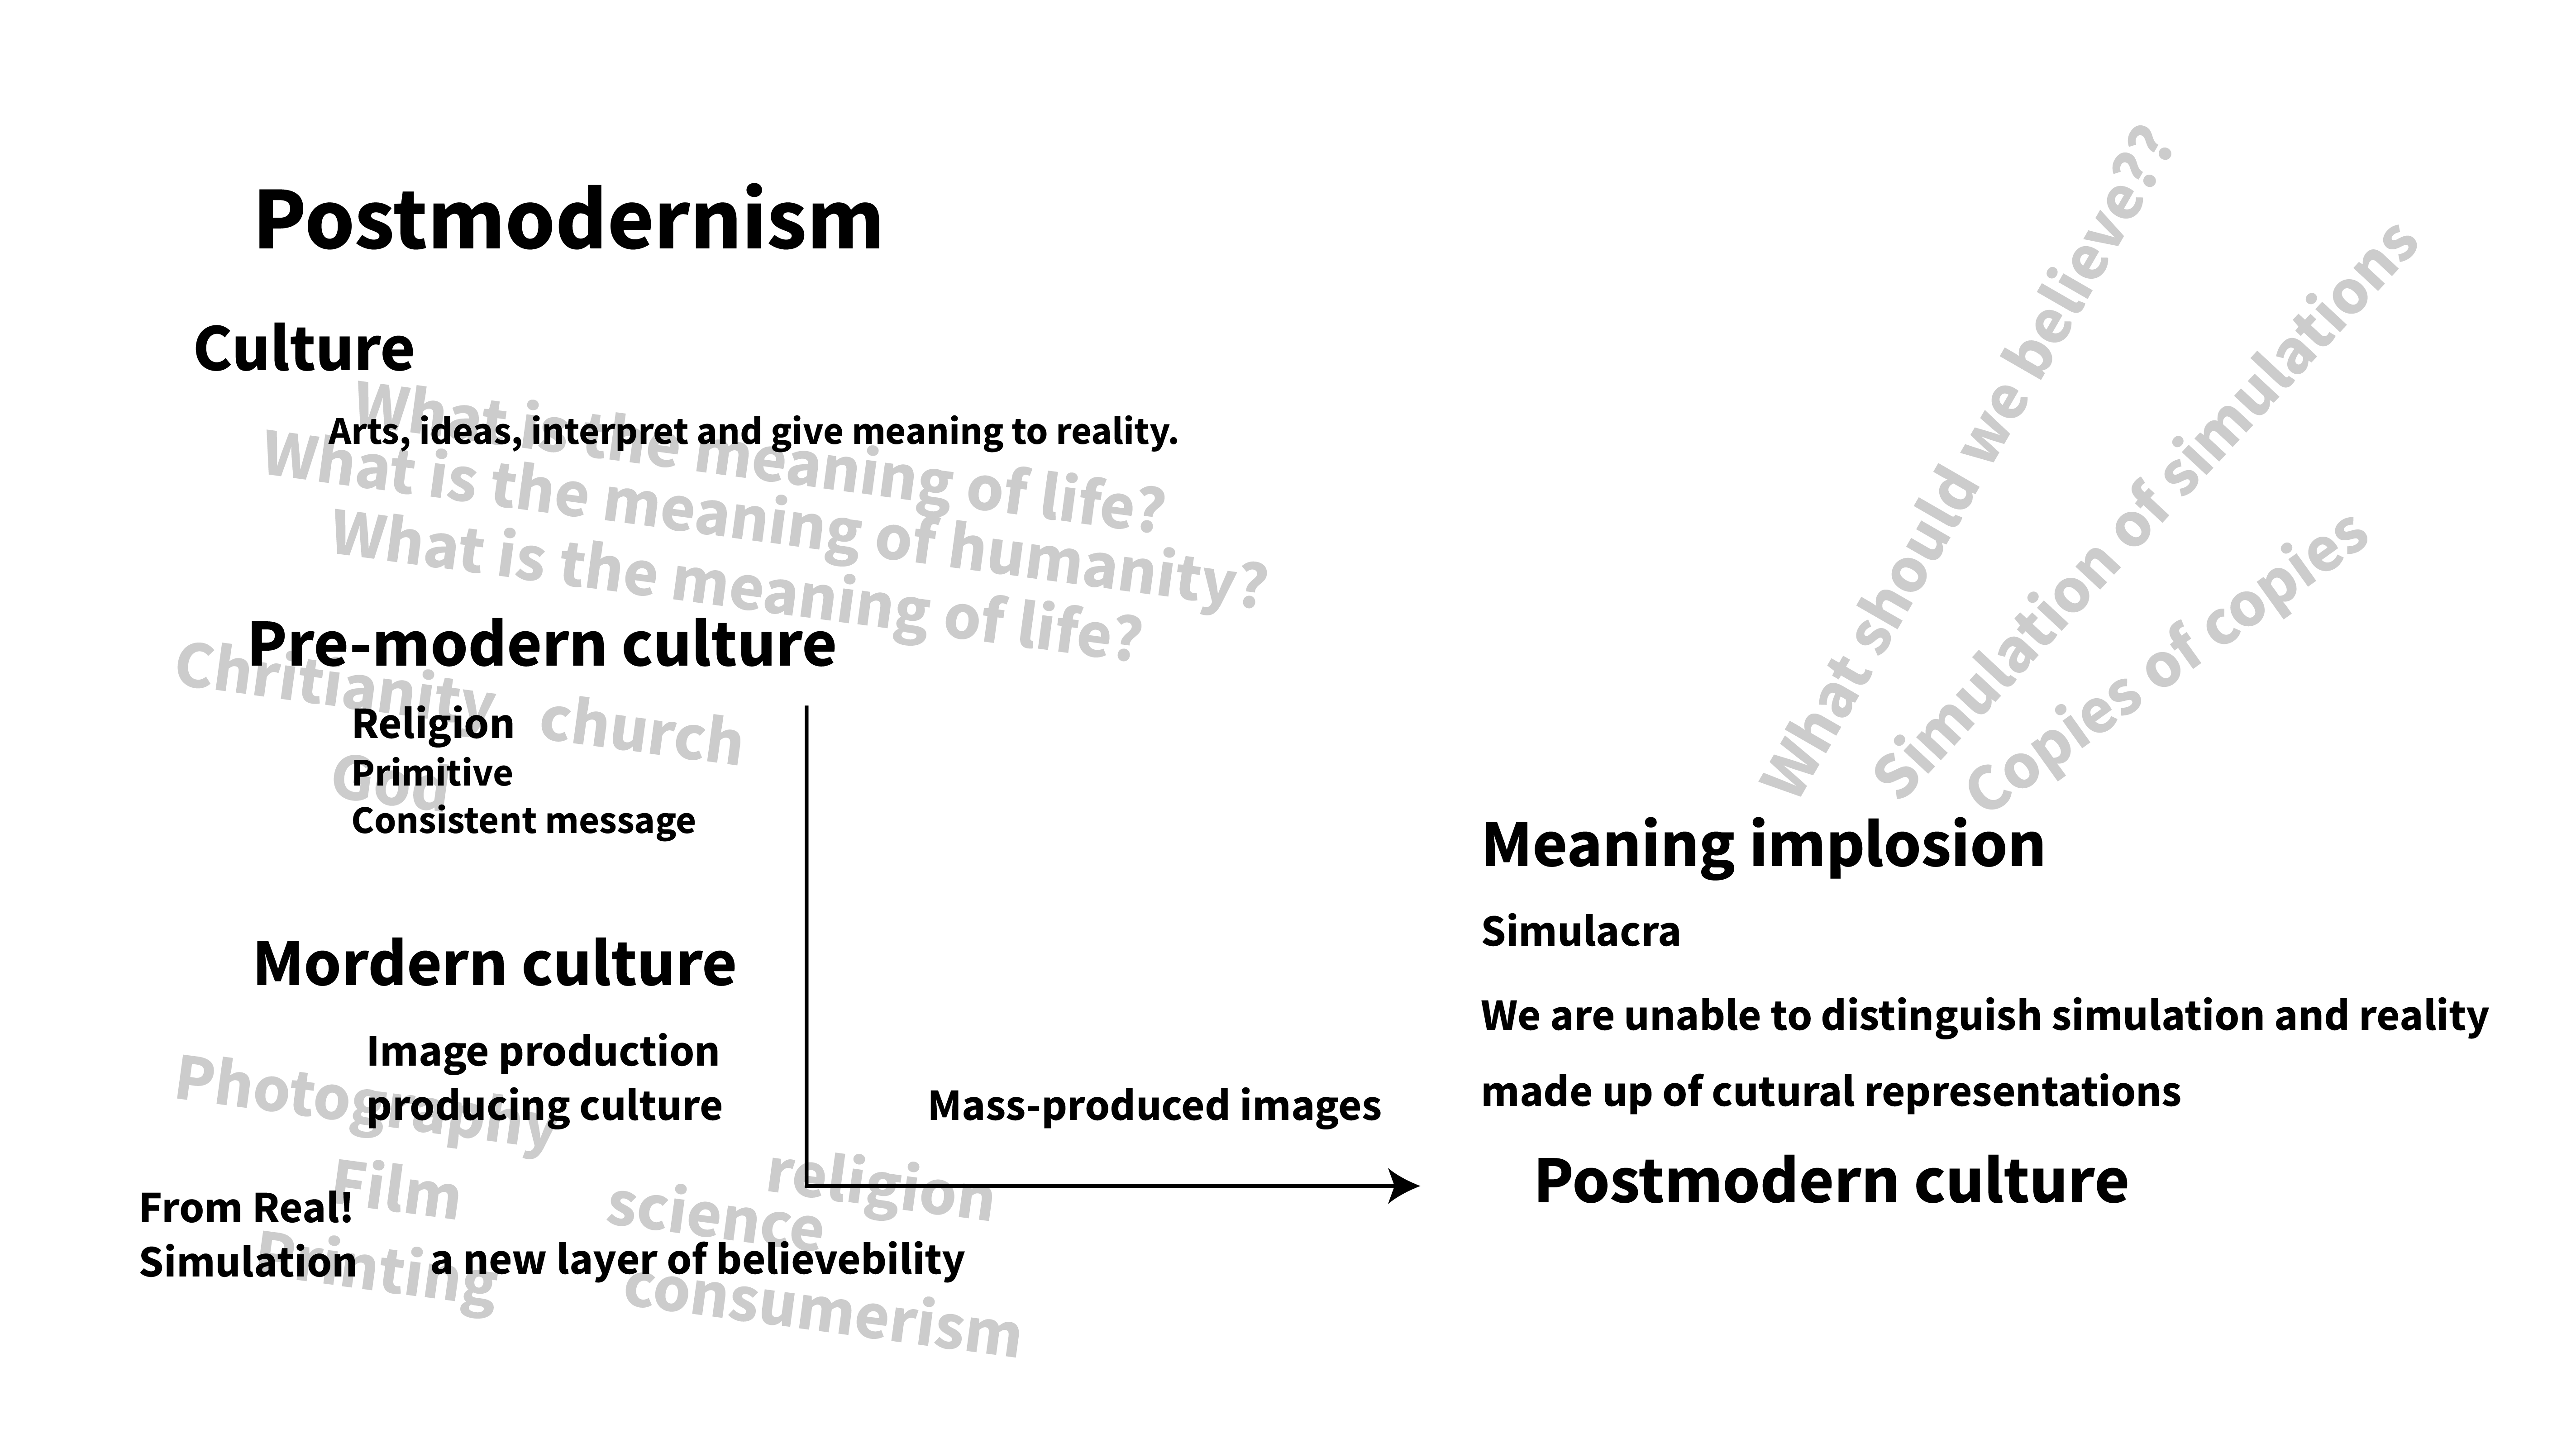 Postmodernism
Culture
What is the meaning of life?
Arts, ideas, interpret and give meaning to reality.
What is the meaning of humanity?
What is the meaning of life?
Pre-modern culture
Chritianity
Religion
church
God
Primitive
Consistent message
Mordern culture
Image production
producing culture
Photography
Film
From Real!
Simulation
Printing
a new layer of believebility
science
religion
consumerism
Mass-produced images
What should we believe??
Simulation of simulations
Copies of copies
Meaning implosion
Simulacra
We are unable to distinguish simulation and reality
made up of cutural representations
Postmodern culture